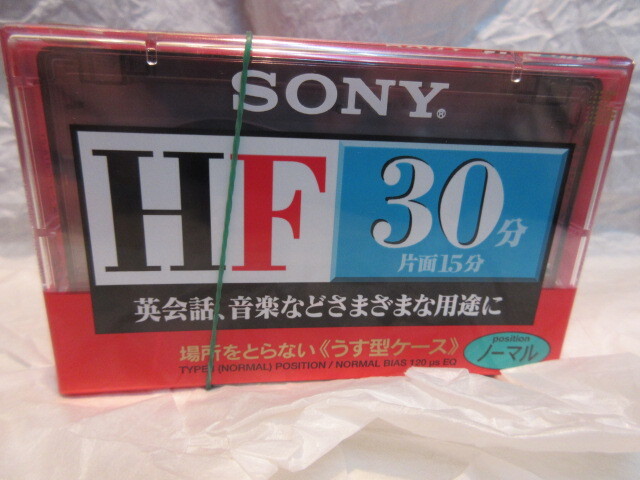 SONY®
HF
30分
片面15分
英会話、音楽などさまざまな用途に
場所をとらない《うす型ケース》
position
ノーマル
TYPE I (NORMAL) POSITION / NORMAL BIAS 120 μs EQ